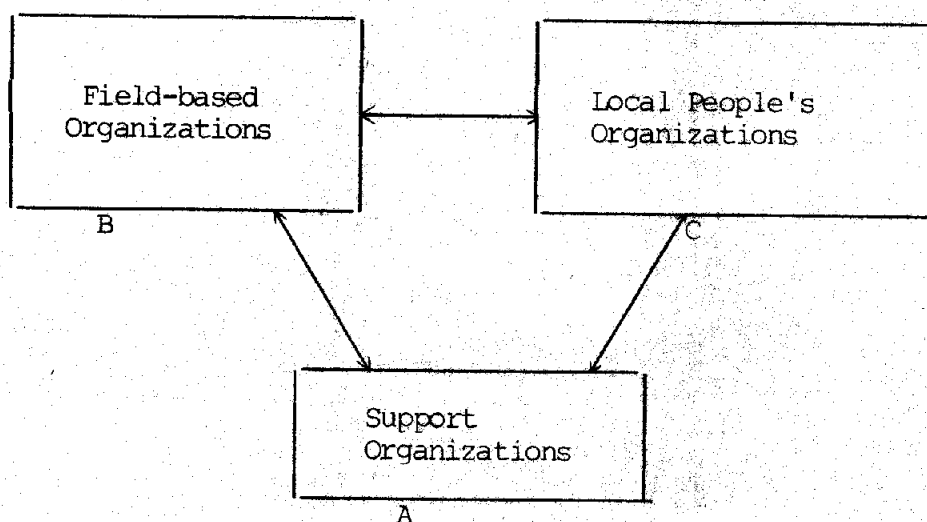 Field-based
Organizations
B
Local People's
Organizations
C
Support
Organizations
A